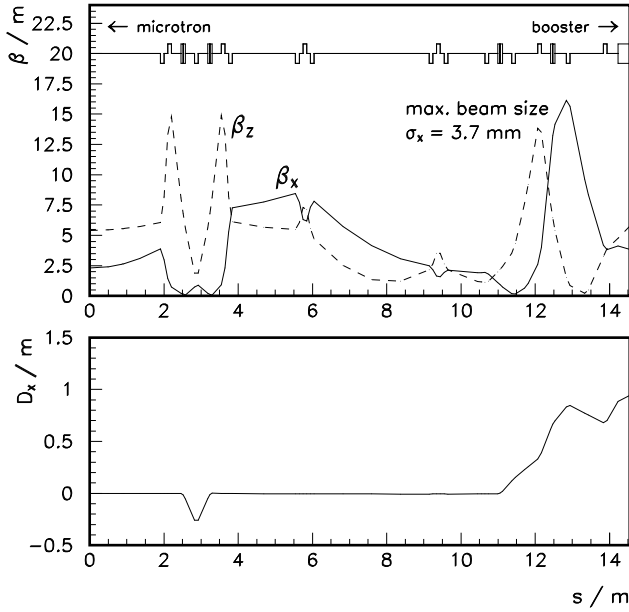 β / m
22.5
20
17.5
15
12.5
10
7.5
5
2.5
0
← microtron
booster →
max. beam size
σx = 3.7 mm
βz
βx
0 2 4 6 8 10 12 14
Dx / m
1.5
1
0.5
0
−0.5
0 2 4 6 8 10 12 14
s / m